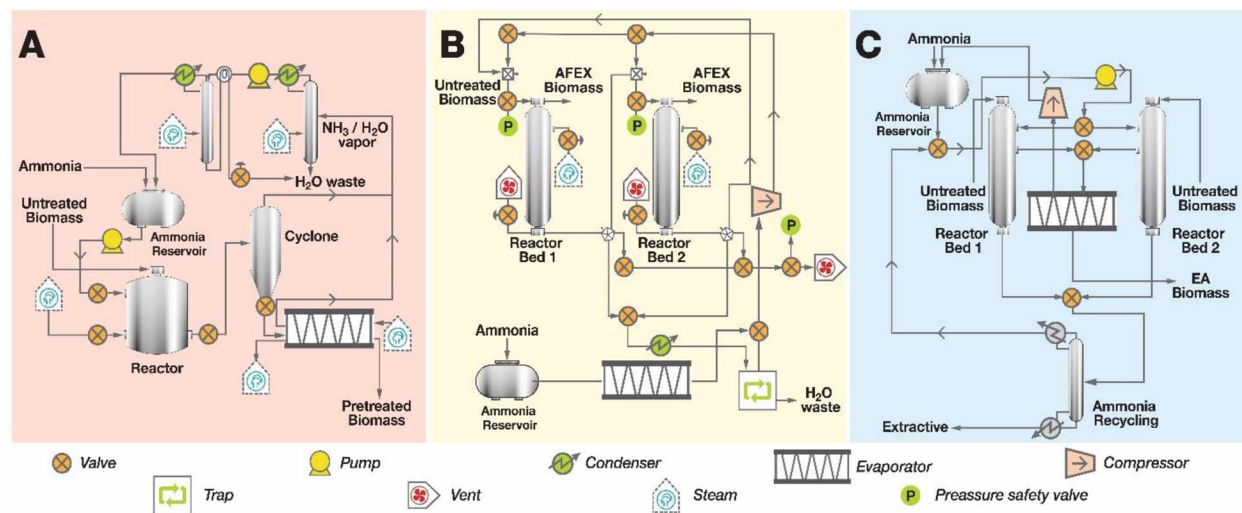 A
NH₃ / H₂O
vapor
H₂O waste
Ammonia
Untreated
Biomass
Ammonia
Reservoir
Cyclone
Reactor
Pretreated
Biomass
B
Untreated
Biomass
AFEX
Biomass
AFEX
Biomass
P
P
P
Reactor
Bed 1
Reactor
Bed 2
Ammonia
Ammonia
Reservoir
H₂O
waste
C
Ammonia
Ammonia
Reservoir
Untreated
Biomass
Untreated
Biomass
Reactor
Bed 1
Reactor
Bed 2
EA
Biomass
Ammonia
Recycling
Extractive
Valve
Pump
Condenser
Evaporator
Compressor
Trap
Vent
Steam
P
Preassure safety valve